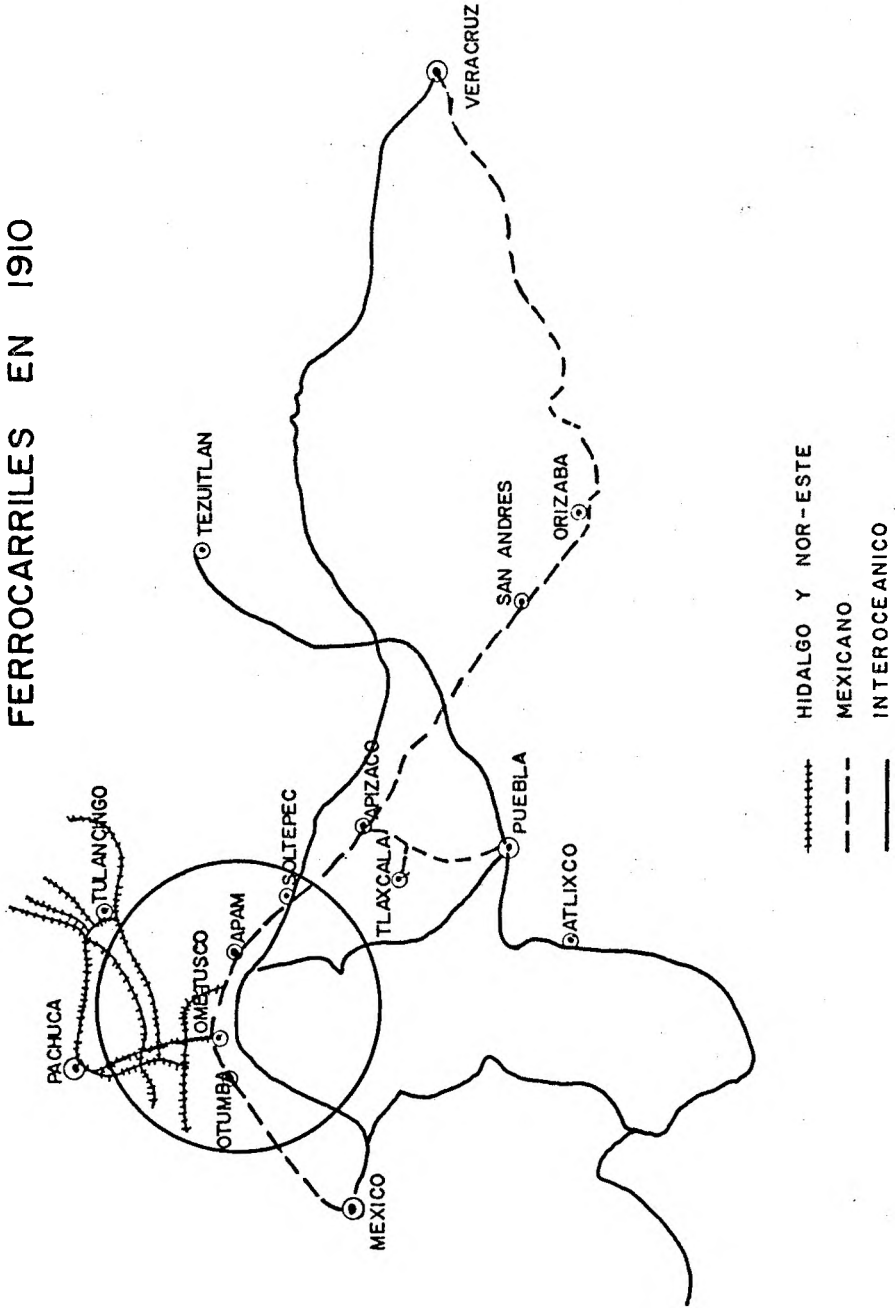 FERROCARRILES EN 1910
PACHUCA
TULANCINGO
TEZUITLAN
OMETUSCO
APAM
SOLTEPEC
OTUMBA
APIZACO
TLAXCALA
MEXICO
VERACRUZ
SAN ANDRES
ORIZABA
PUEBLA
ATLIXCO
HIDALGO Y NOR-ESTE
MEXICANO
INTEROCEANICO